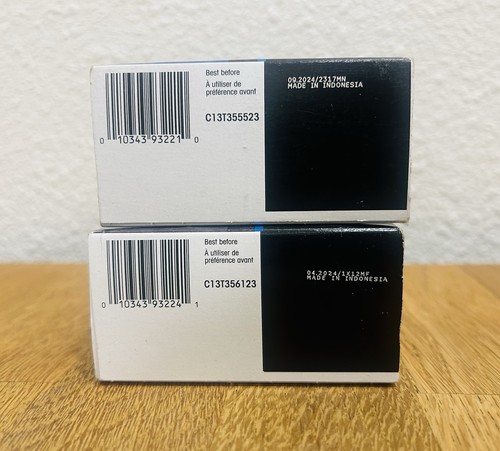 Best before
À utiliser de
préférence avant
C13T355523
0 10343 93221 0
09.2024/2317MN
MADE IN INDONESIA
Best before
À utiliser de
préférence avant
C13T356123
0 10343 93224 1
04.2024/1X12MF
MADE IN INDONESIA